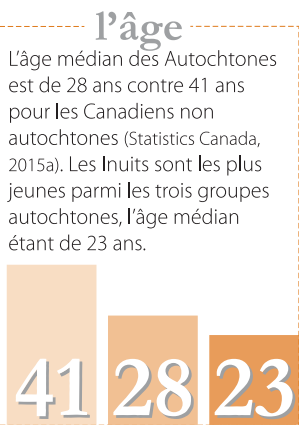 l'âge
L'âge médian des Autochtones
est de 28 ans contre 41 ans
pour les Canadiens non
autochtones (Statistics Canada,
2015a). Les Inuits sont les plus
jeunes parmi les trois groupes
autochtones, l'âge médian
étant de 23 ans.
41 28 23